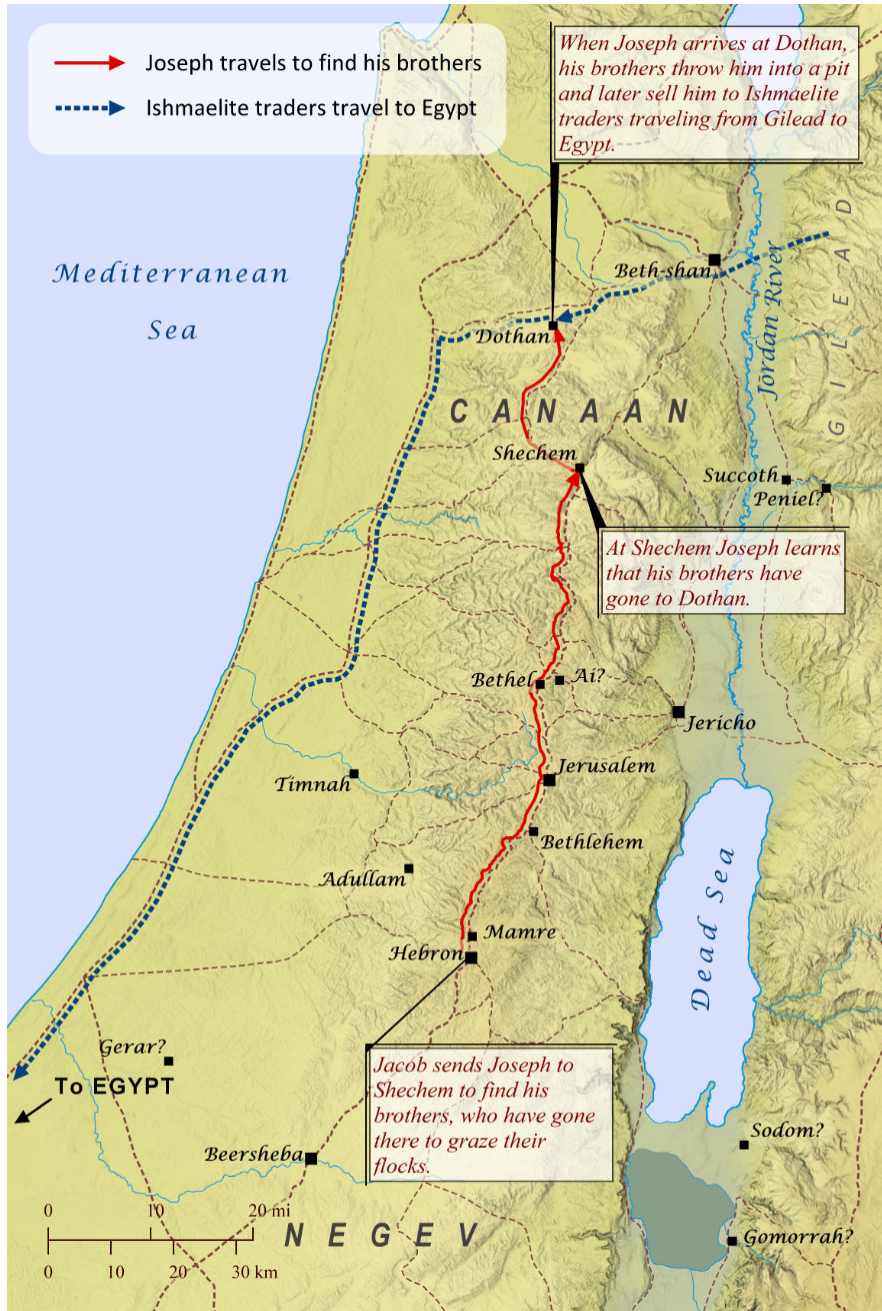 Joseph travels to find his brothers
Ishmaelite traders travel to Egypt
When Joseph arrives at Dothan,
his brothers throw him into a pit
and later sell him to Ishmaelite
traders traveling from Gilead to
Egypt.
Mediterranean
Sea
Beth-shan
GILEAD
Jordan River
Dothan
CANAAN
Shechem
Succoth
Peniel?
At Shechem Joseph learns
that his brothers have
gone to Dothan.
Bethel
Ai?
Jericho
Jerusalem
Timnah
Bethlehem
Adullam
Mamre
Hebron
Dead Sea
Gerar?
To EGYPT
Jacob sends Joseph to
Shechem to find his
brothers, who have gone
there to graze their
flocks.
Sodom?
Beersheba
Gomorrah?
NEGEV
0 10 20 mi
0 10 20 30 km